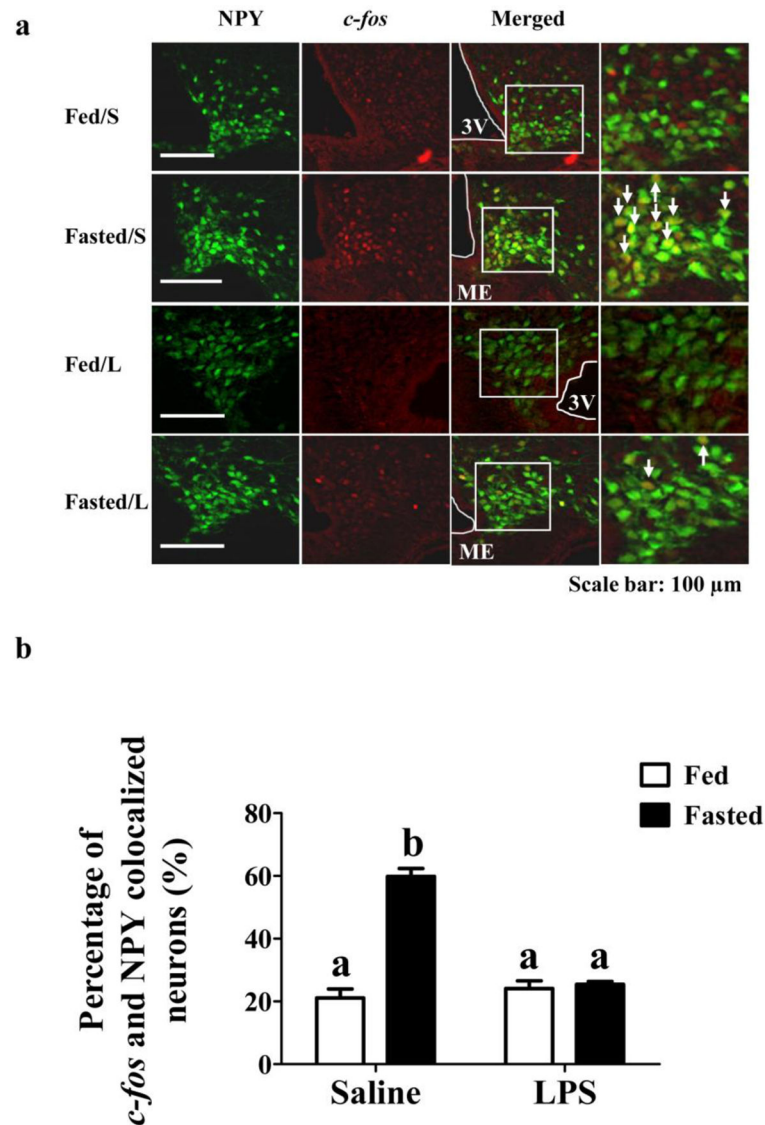 a
NPY c-fos Merged
Fed/S
3V
Fasted/S
ME
Fed/L
3V
Fasted/L
ME
Scale bar: 100 µm
b
Percentage of
c-fos and NPY colocalized
neurons (%)
Fed
Fasted
80
60
40
20
0
a
b
a
a
Saline LPS